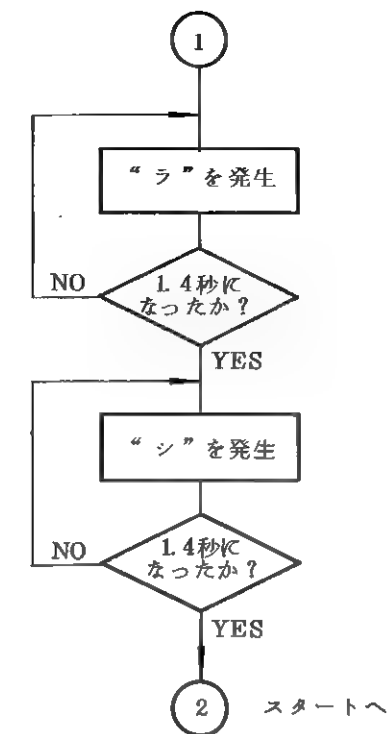 1
“ラ”を発生
NO
1.4秒に
なったか?
YES
“シ”を発生
NO
1.4秒に
なったか?
YES
2
スタートへ